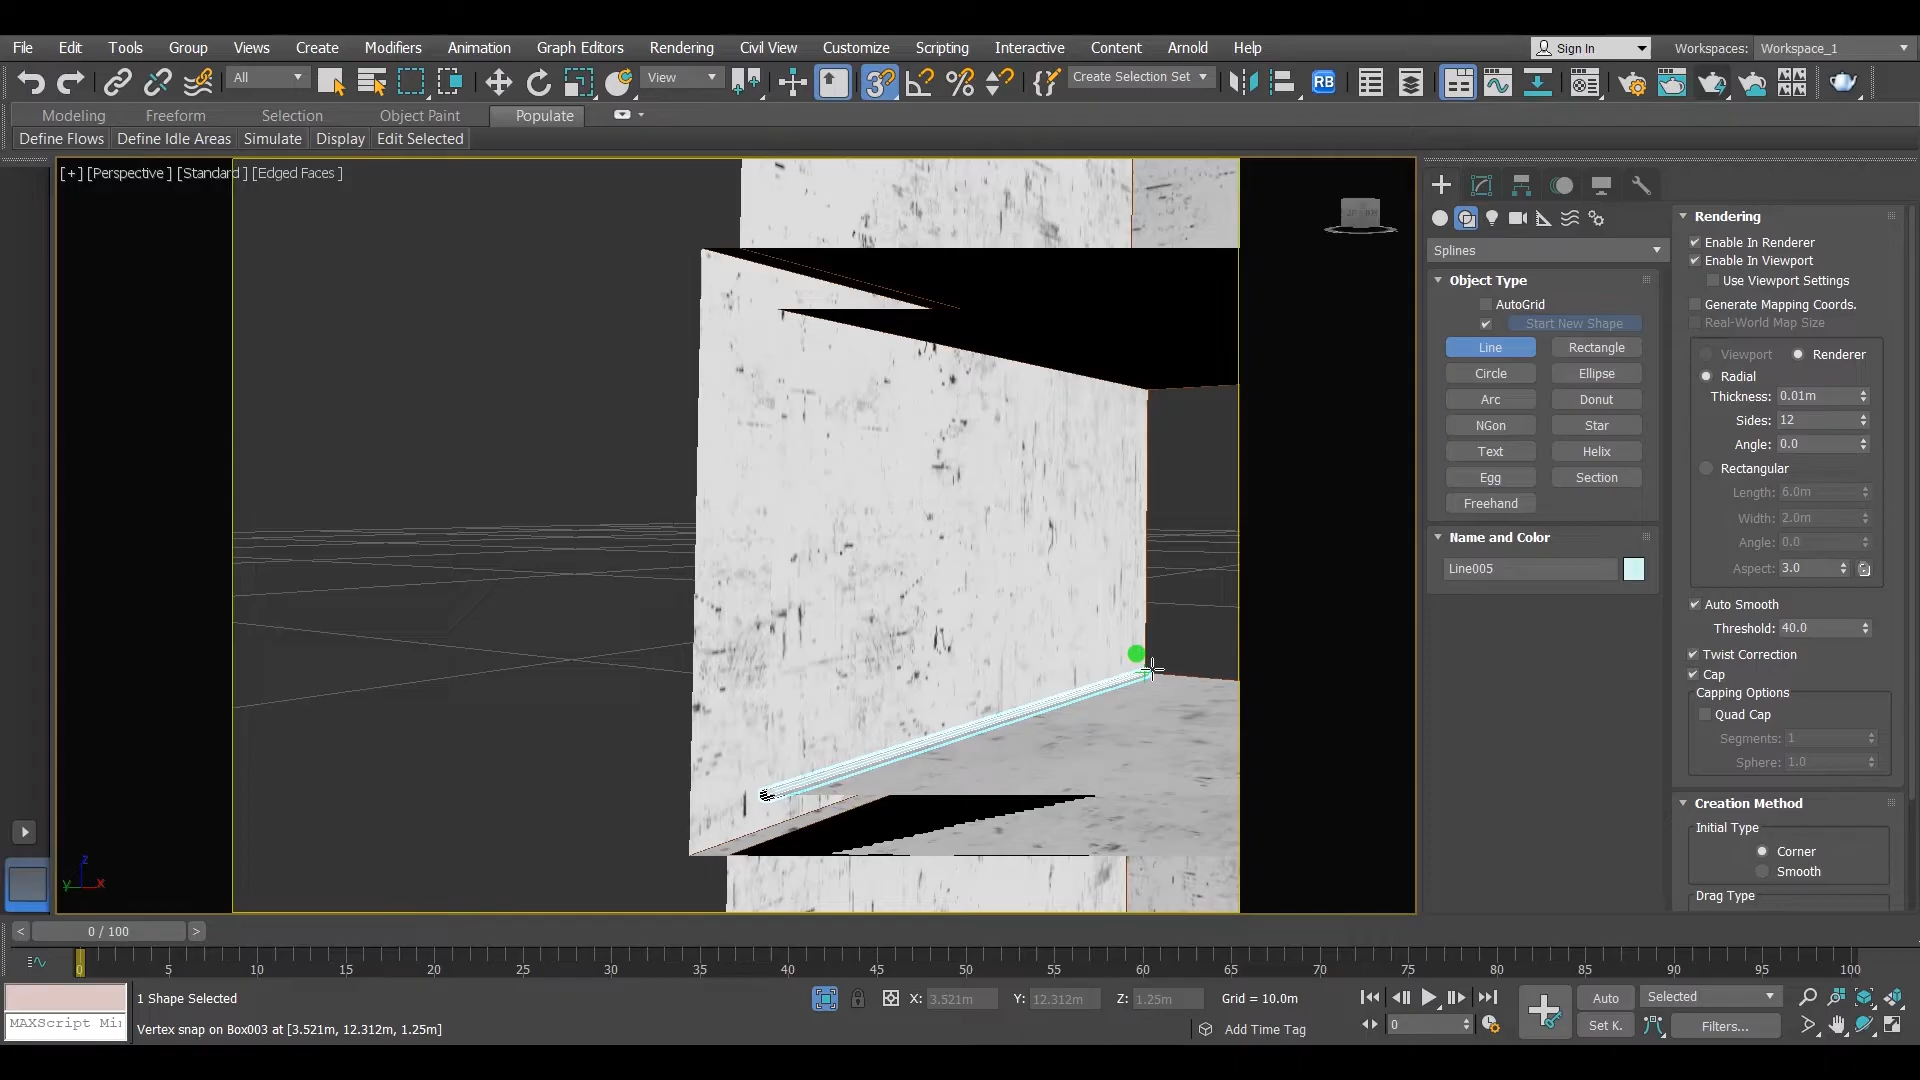 File Edit Tools Group Views Create Modifiers Animation Graph Editors Rendering Civil View Customize Scripting Interactive Content Arnold Help Sign In Workspaces: Workspace_1
All View Create Selection Set RB
Modeling Freeform Selection Object Paint Populate
Define Flows Define Idle Areas Simulate Display Edit Selected
[+] [Perspective ] [Standard ] [Edged Faces ]
Splines
Object Type
AutoGrid
Start New Shape
Line Rectangle
Circle Ellipse
Arc Donut
NGon Star
Text Helix
Egg Section
Freehand
Name and Color
Line005
Rendering
Enable In Renderer
Enable In Viewport
Use Viewport Settings
Generate Mapping Coords.
Real-World Map Size
Viewport Renderer
Radial
Thickness: 0.01m
Sides: 12
Angle: 0.0
Rectangular
Length: 6.0m
Width: 2.0m
Angle: 0.0
Aspect: 3.0
Auto Smooth
Threshold: 40.0
Twist Correction
Cap
Capping Options
Quad Cap
Segments: 1
Sphere: 1.0
Creation Method
Initial Type
Corner
Smooth
Drag Type
z
y x
< 0 / 100 >
0 5 10 15 20 25 30 35 40 45 50 55 60 65 70 75 80 85 90 95 100
1 Shape Selected X: 3.521m Y: 12.312m Z: 1.25m Grid = 10.0m Auto Selected
MAXScript Mi Vertex snap on Box003 at [3.521m, 12.312m, 1.25m] Add Time Tag 0 Set K. Filters...